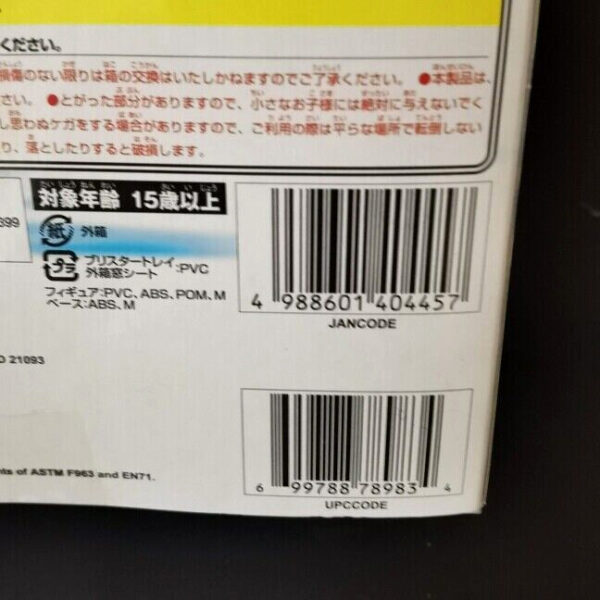 ください。
損傷のない限りは箱の交換はいたしかねますのでご了承ください。 ●本製品は、
さい。 ●とがった部分がありますので、小さなお子様には絶対に与えないでく
し思わぬケガをする場合がありますので、ご利用の際は平らな場所で転倒しない
り、落としたりすると破損します。
399
対象年齢 15歳以上
紙 外箱
プラ ブリスタートレイ:PVC
外箱窓シート
フィギュア:PVC、ABS、POM、M
ベース:ABS、M
4 988601 404457
JANCODE
O 21093
nts of ASTM F963 and EN71.
6 99788 78983 4
UPCCODE